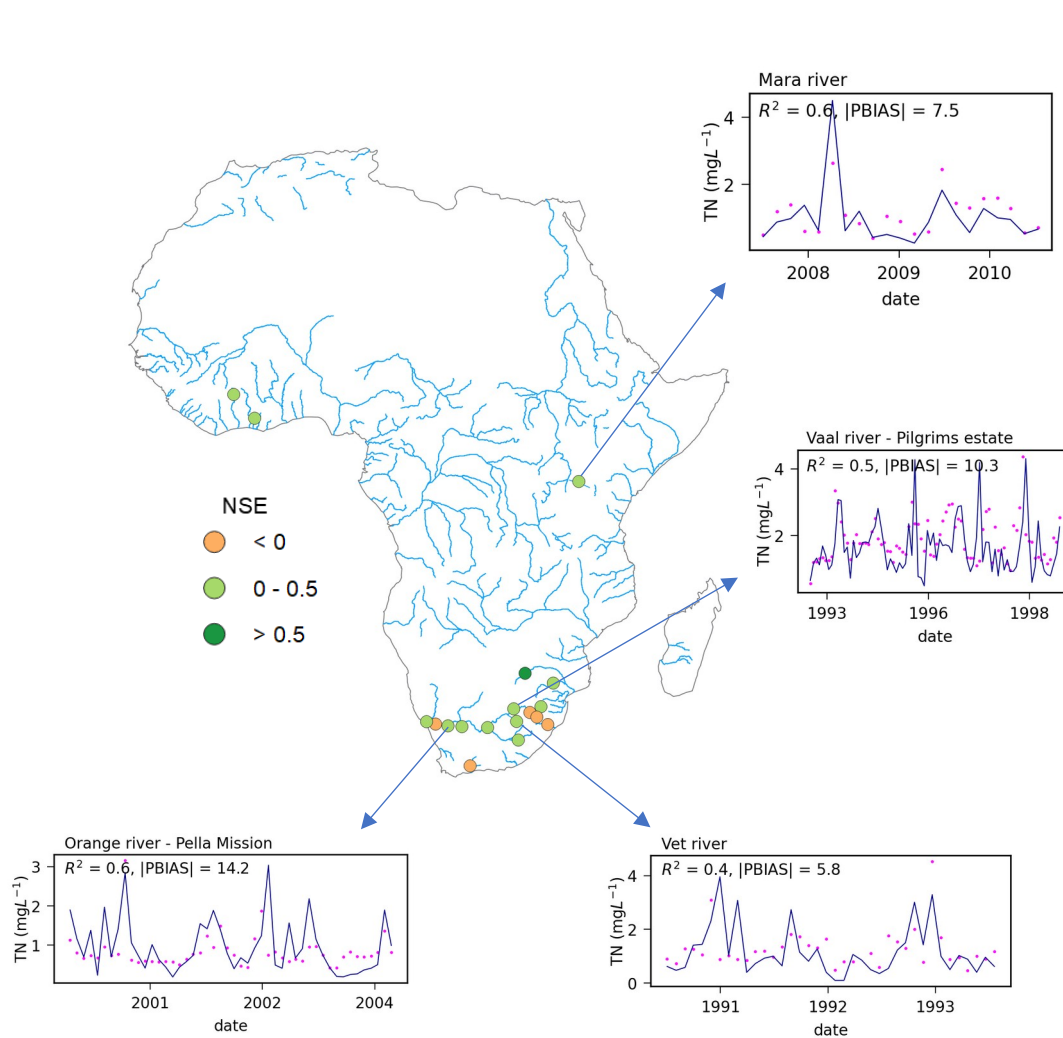 Mara river
R² = 0.6, |PBIAS| = 7.5
TN (mgL⁻¹)
4
2
2008 2009 2010
date
Vaal river - Pilgrims estate
R² = 0.5, |PBIAS| = 10.3
TN (mgL⁻¹)
4
2
1993 1996 1998
date
NSE
< 0
0 - 0.5
> 0.5
Orange river - Pella Mission
R² = 0.6, |PBIAS| = 14.2
TN (mgL⁻¹)
3
2
1
2001 2002 2004
date
Vet river
R² = 0.4, |PBIAS| = 5.8
TN (mgL⁻¹)
4
2
0
1991 1992 1993
date